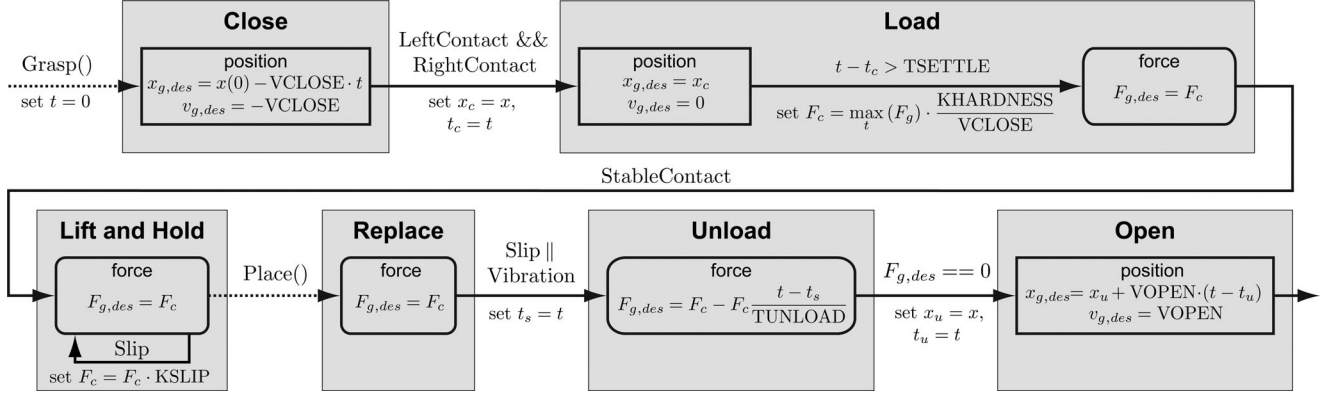 Close
Load
Grasp()
set t = 0
position
x_{g,des} = x(0) − VCLOSE · t
v_{g,des} = −VCLOSE
LeftContact &&
RightContact
set x_c = x,
t_c = t
position
x_{g,des} = x_c
v_{g,des} = 0
t − t_c > TSETTLE
set F_c = max_t (F_g) · KHARDNESS / VCLOSE
force
F_{g,des} = F_c
StableContact
Lift and Hold
Replace
Unload
Open
force
F_{g,des} = F_c
Slip
set F_c = F_c · KSLIP
Place()
force
F_{g,des} = F_c
Slip ||
Vibration
set t_s = t
force
F_{g,des} = F_c − F_c (t − t_s) / TUNLOAD
F_{g,des} == 0
set x_u = x,
t_u = t
position
x_{g,des} = x_u + VOPEN·(t − t_u)
v_{g,des} = VOPEN